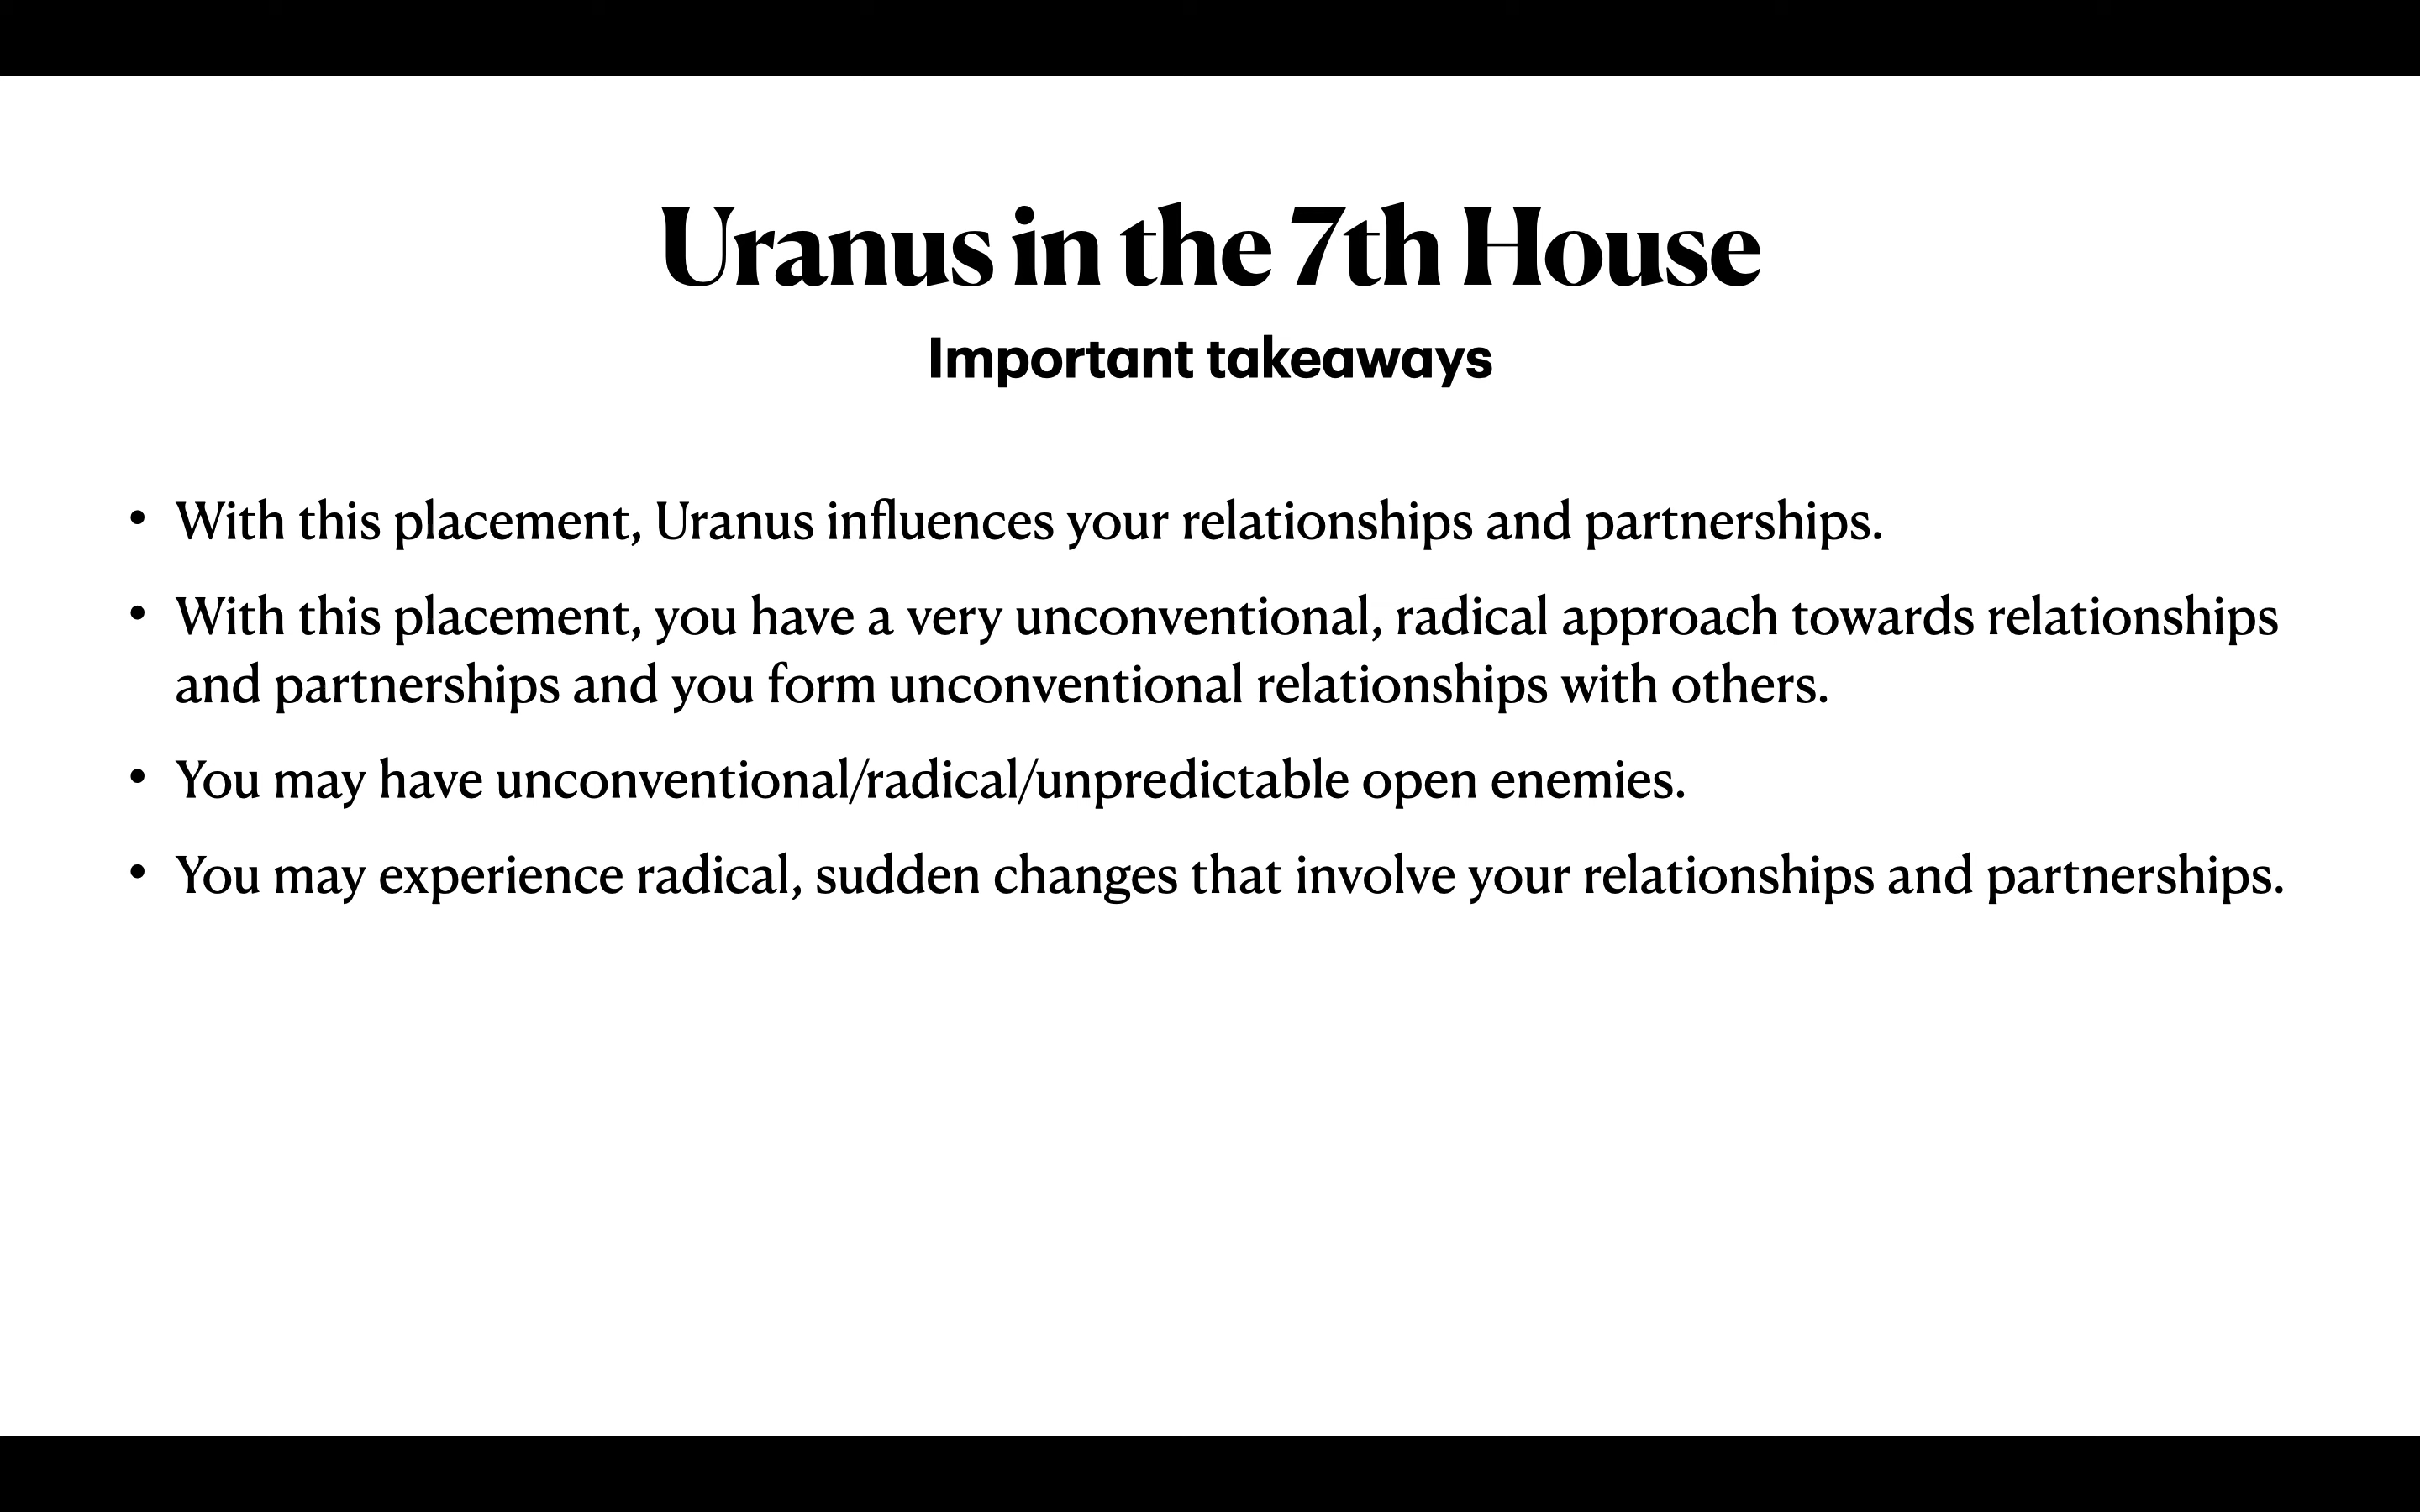 Uranus in the 7th House
Important takeaways
• With this placement, Uranus influences your relationships and partnerships.
• With this placement, you have a very unconventional, radical approach towards relationships
and partnerships and you form unconventional relationships with others.
• You may have unconventional/radical/unpredictable open enemies.
• You may experience radical, sudden changes that involve your relationships and partnerships.